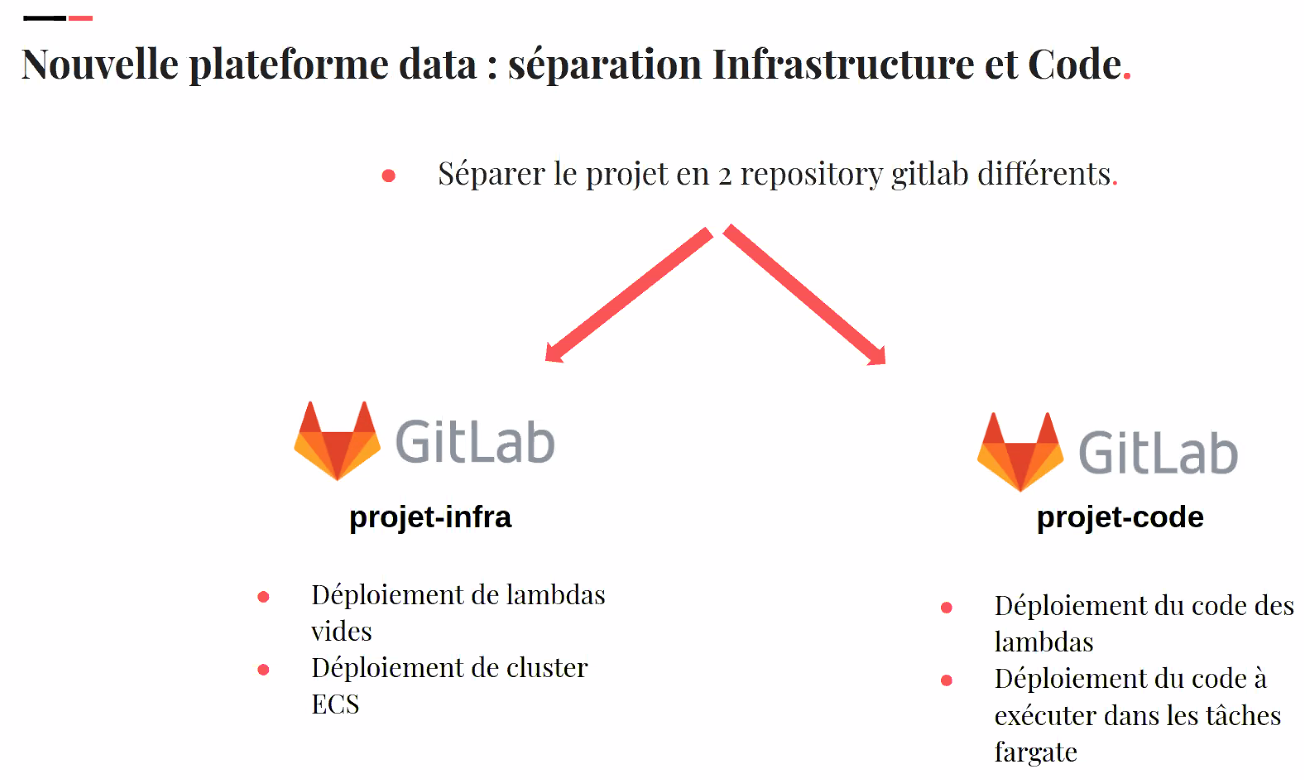 Nouvelle plateforme data : séparation Infrastructure et Code.
Séparer le projet en 2 repository gitlab différents.
GitLab
projet-infra
Déploiement de lambdas
vides
Déploiement de cluster
ECS
GitLab
projet-code
Déploiement du code des
lambdas
Déploiement du code à
exécuter dans les tâches
fargate